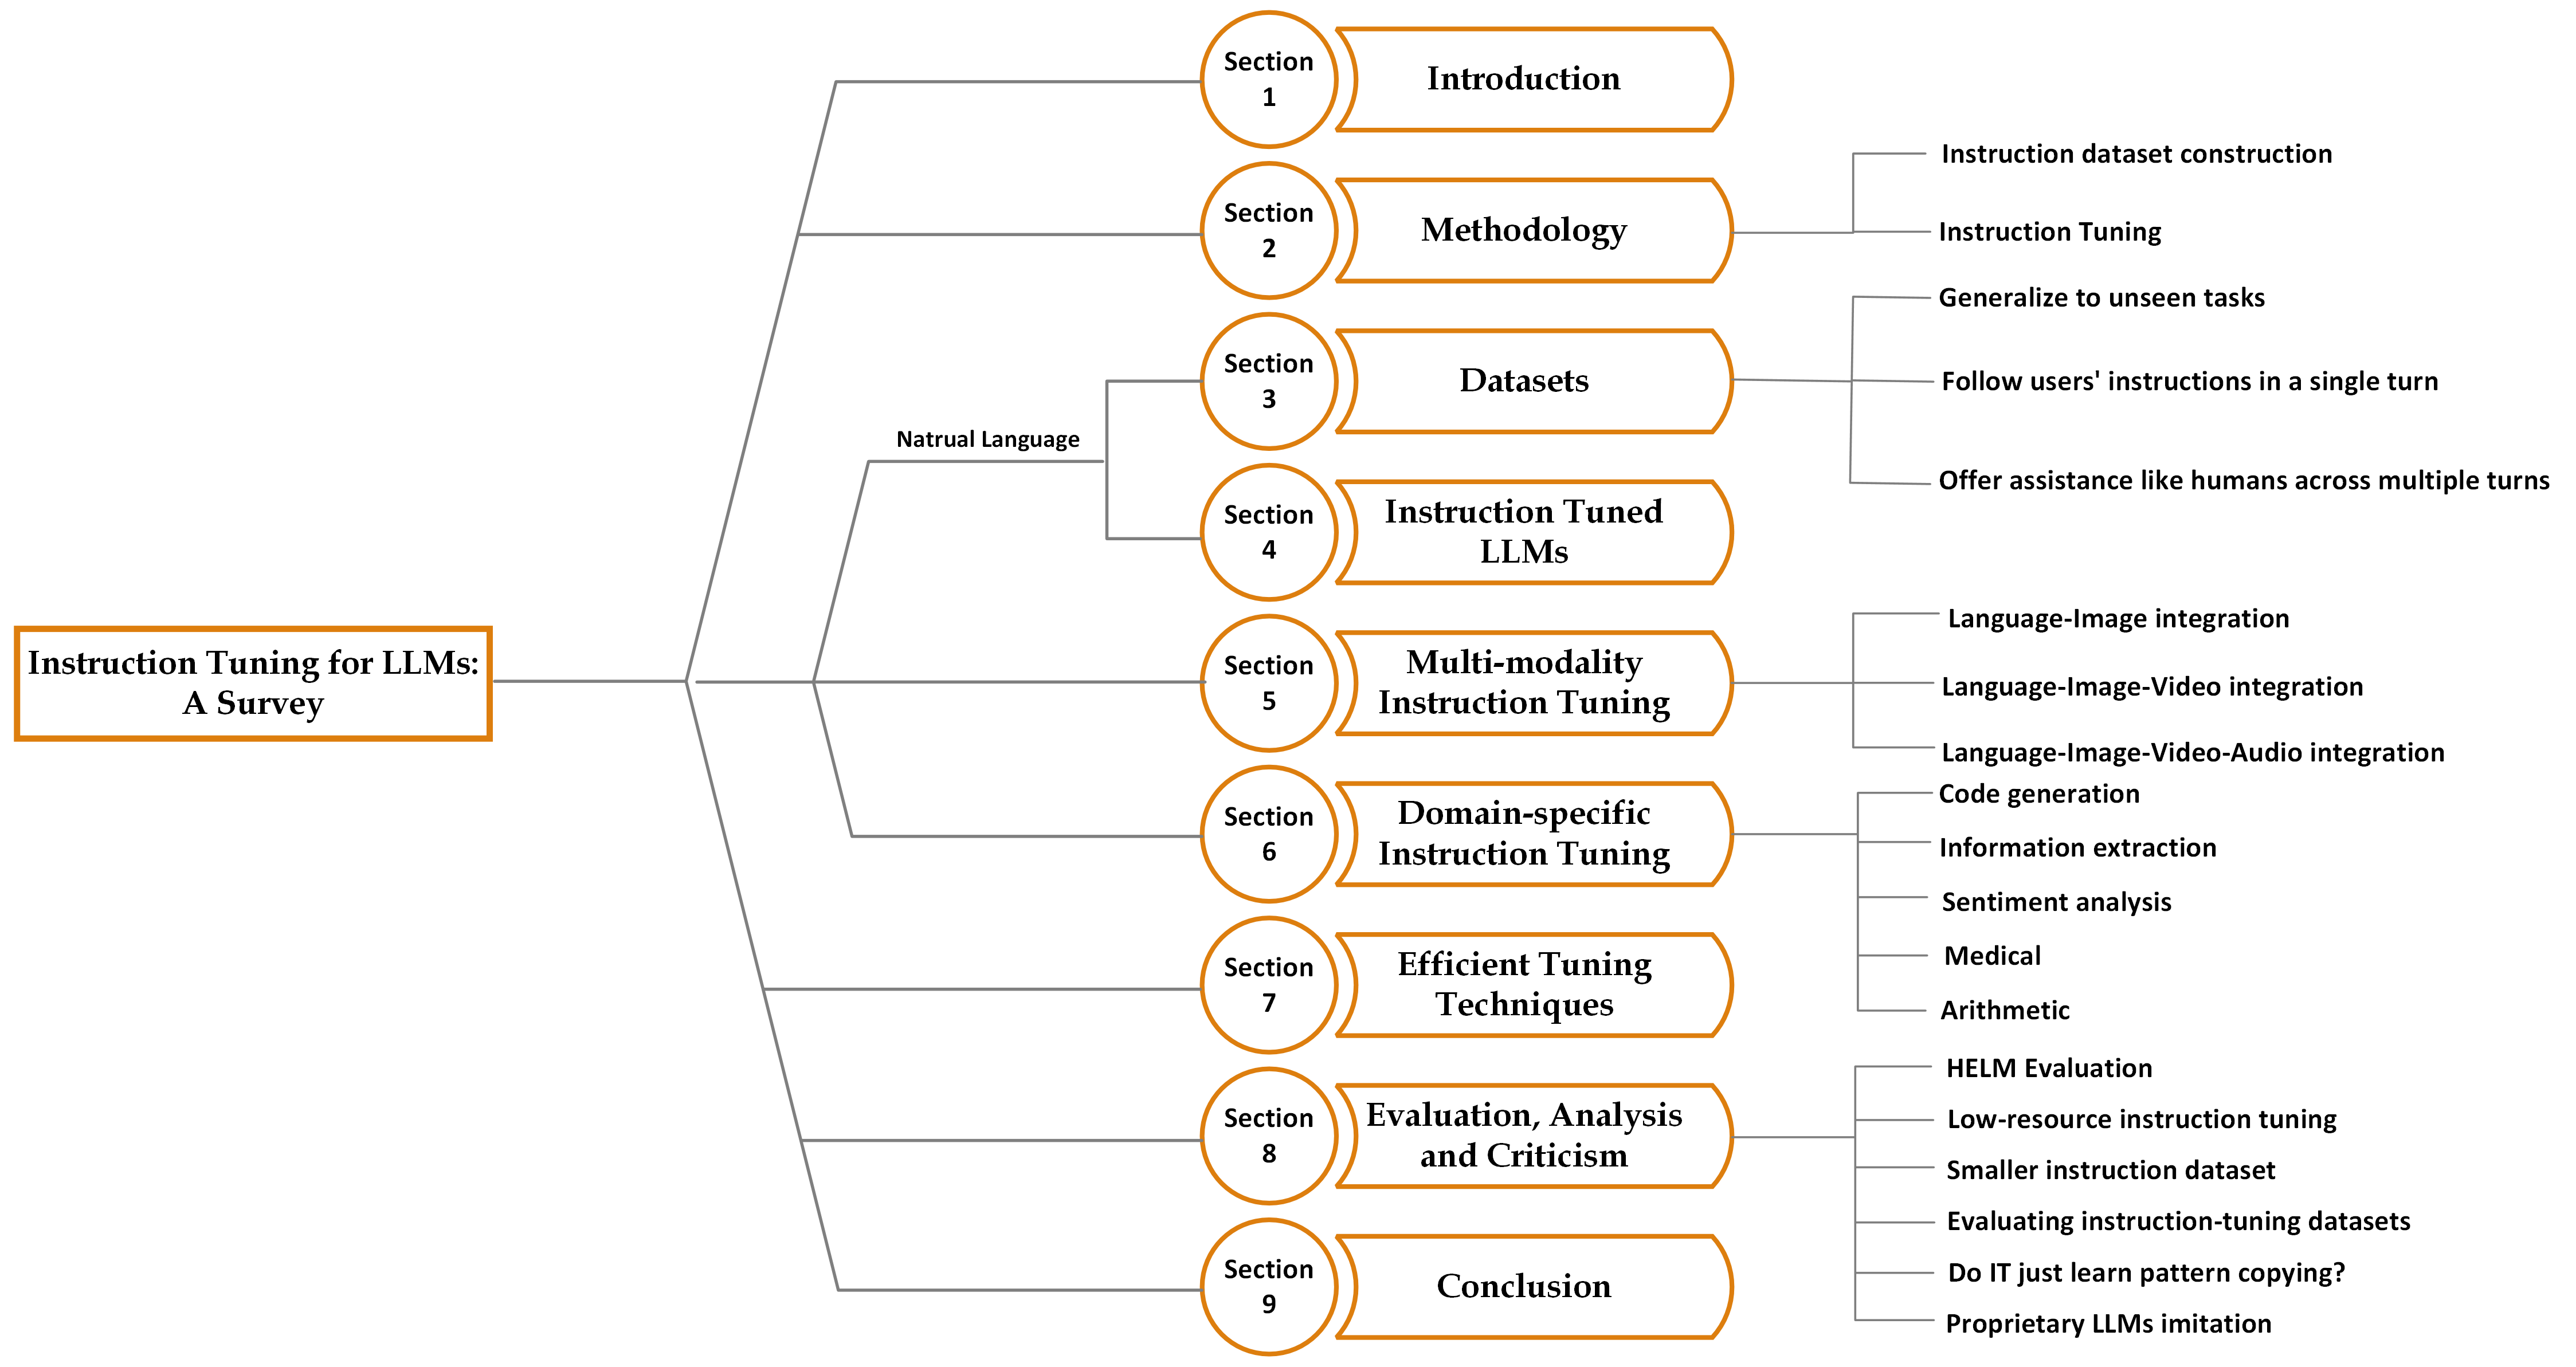 Instruction Tuning for LLMs:
A Survey
Natrual Language
Section
1
Introduction
Section
2
Methodology
Instruction dataset construction
Instruction Tuning
Section
3
Datasets
Generalize to unseen tasks
Follow users' instructions in a single turn
Offer assistance like humans across multiple turns
Section
4
Instruction Tuned
LLMs
Section
5
Multi-modality
Instruction Tuning
Language-Image integration
Language-Image-Video integration
Language-Image-Video-Audio integration
Section
6
Domain-specific
Instruction Tuning
Code generation
Information extraction
Sentiment analysis
Medical
Arithmetic
Section
7
Efficient Tuning
Techniques
Section
8
Evaluation, Analysis
and Criticism
HELM Evaluation
Low-resource instruction tuning
Smaller instruction dataset
Evaluating instruction-tuning datasets
Do IT just learn pattern copying?
Proprietary LLMs imitation
Section
9
Conclusion